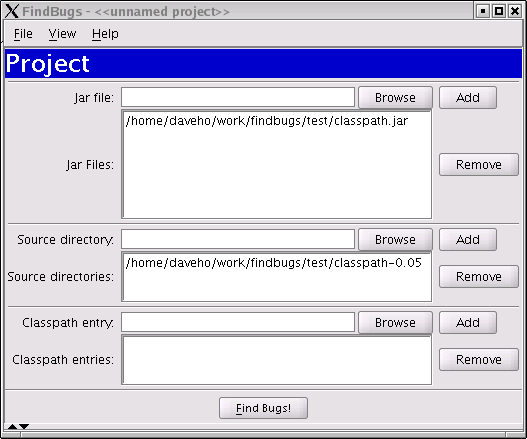 FindBugs - <<unnamed project>>
File View Help
Project
Jar file: Browse Add
/home/daveho/work/findbugs/test/classpath.jar
Jar Files: Remove
Source directory: Browse Add
/home/daveho/work/findbugs/test/classpath-0.05
Source directories: Remove
Classpath entry: Browse Add
Classpath entries: Remove
Find Bugs!